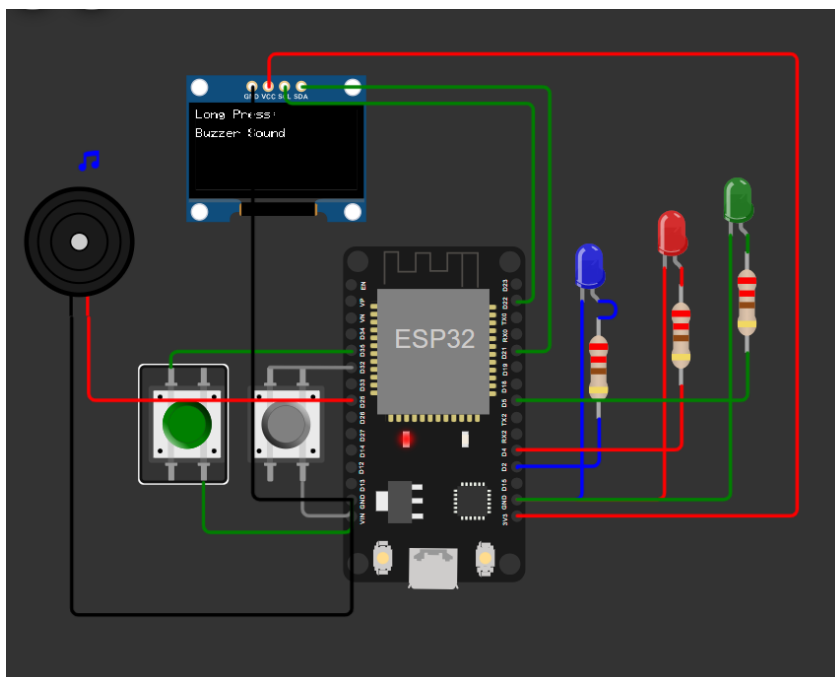 GND VCC SCL SDA
Long Press:
Buzzer Sound
ESP32
EN
VP
VN
D34
D35
D32
D33
D25
D26
D27
D14
D12
D13
GND
VIN
D23
D22
TX0
RX0
D21
D19
D18
D5
TX2
RX2
D4
D2
D15
GND
3V3